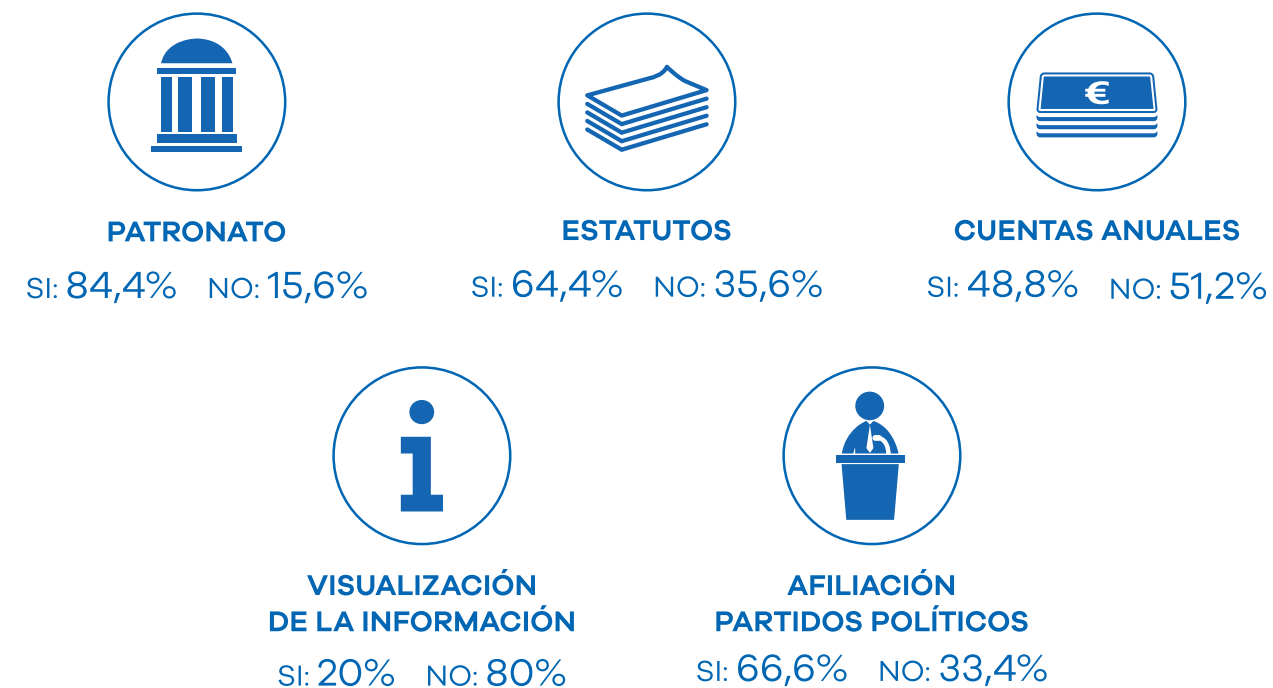 €
PATRONATO
SI: 84,4% NO: 15,6%
ESTATUTOS
SI: 64,4% NO: 35,6%
CUENTAS ANUALES
SI: 48,8% NO: 51,2%
VISUALIZACIÓN
DE LA INFORMACIÓN
SI: 20% NO: 80%
AFILIACIÓN
PARTIDOS POLÍTICOS
SI: 66,6% NO: 33,4%